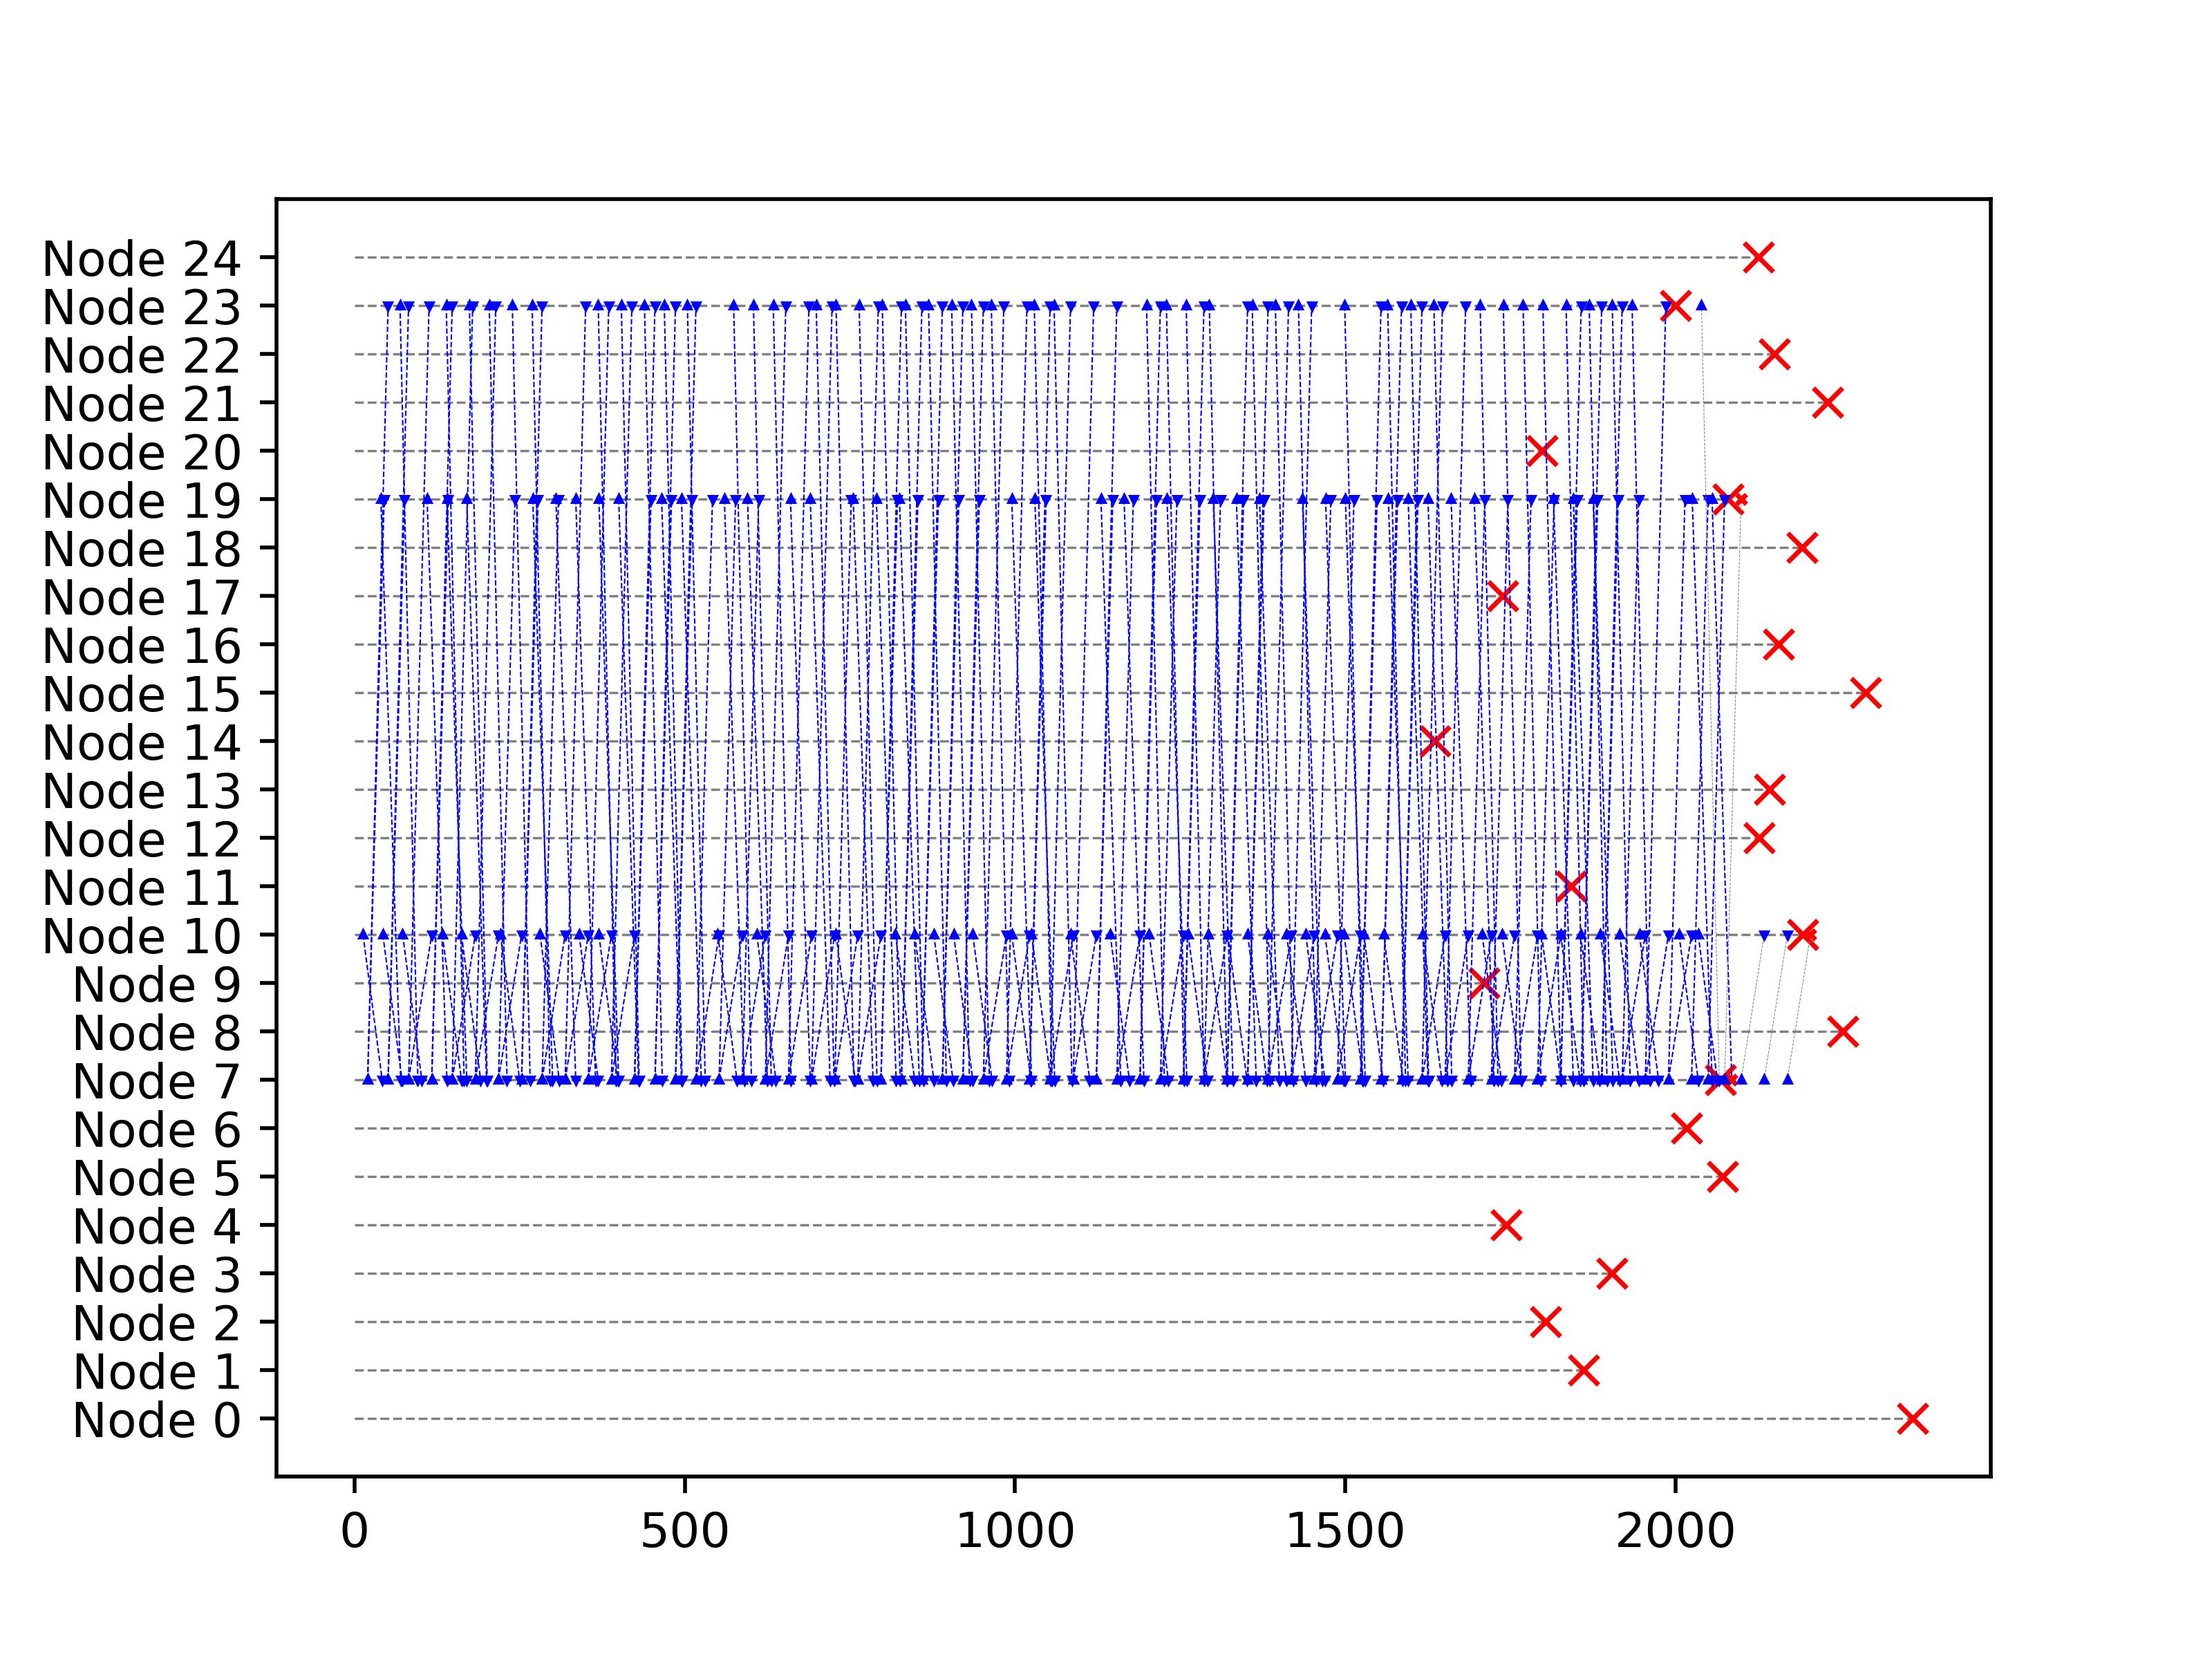 Node 24
Node 23
Node 22
Node 21
Node 20
Node 19
Node 18
Node 17
Node 16
Node 15
Node 14
Node 13
Node 12
Node 11
Node 10
Node 9
Node 8
Node 7
Node 6
Node 5
Node 4
Node 3
Node 2
Node 1
Node 0
0 500 1000 1500 2000